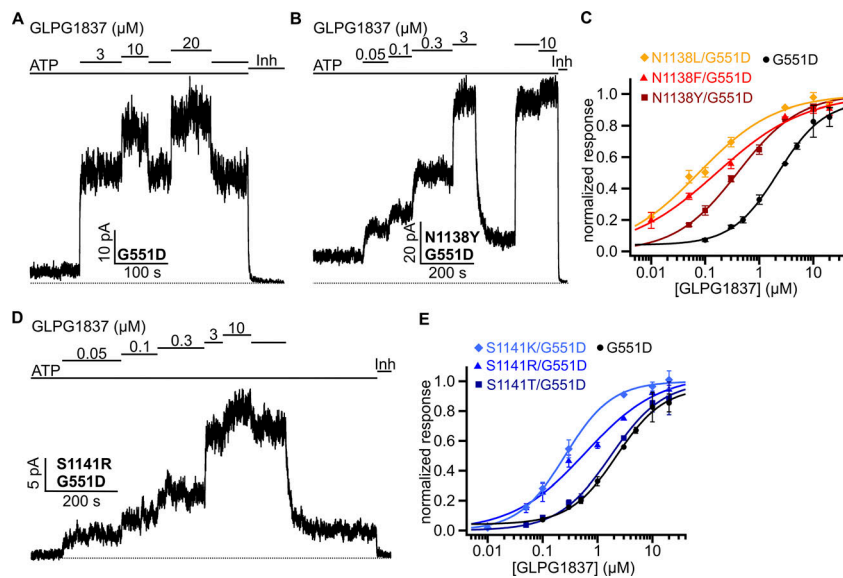 A
GLPG1837 (μM)
3
10
20
ATP
Inh
10 pA
G551D
100 s
B
GLPG1837 (μM)
0.05
0.1
0.3
3
10
ATP
Inh
20 pA
N1138Y
G551D
200 s
C
N1138L/G551D
G551D
N1138F/G551D
N1138Y/G551D
normalized response
1.0
0.8
0.6
0.4
0.2
0.0
0.01
0.1
1
10
[GLPG1837] (μM)
D
GLPG1837 (μM)
0.05
0.1
0.3
3
10
ATP
Inh
5 pA
S1141R
G551D
200 s
E
S1141K/G551D
G551D
S1141R/G551D
S1141T/G551D
normalized response
1.0
0.8
0.6
0.4
0.2
0.0
0.01
0.1
1
10
[GLPG1837] (μM)